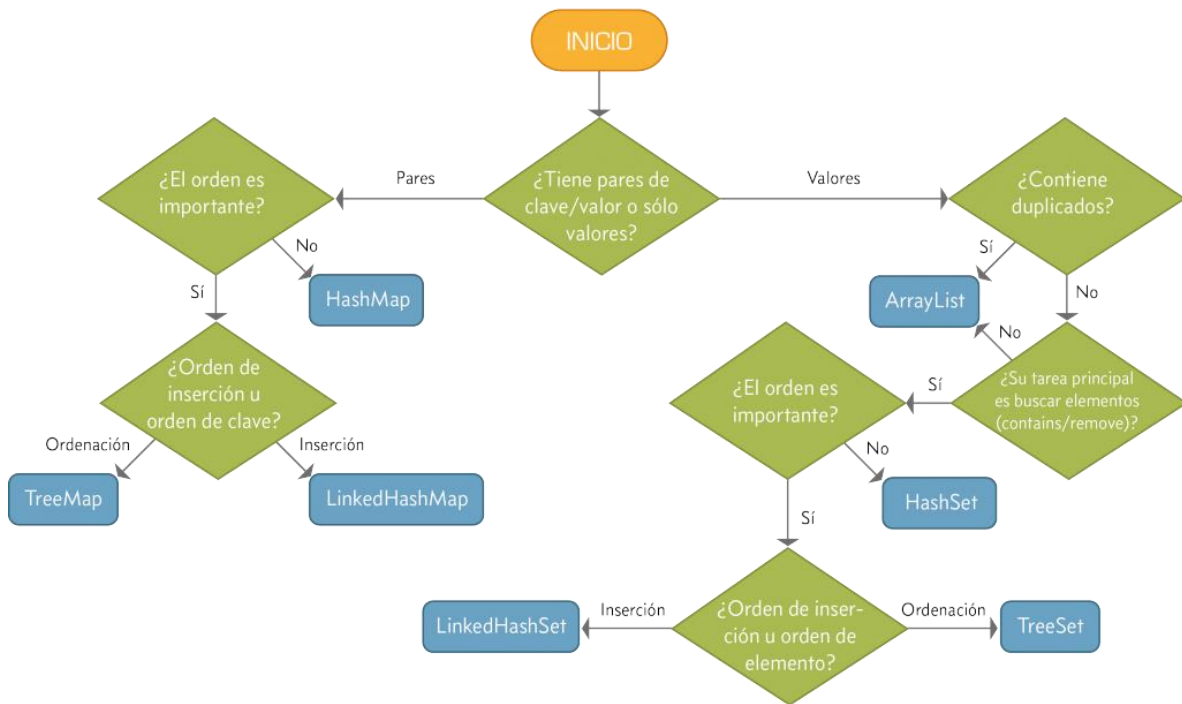 INICIO
¿El orden es
importante?
Pares
¿Tiene pares de
clave/valor o sólo
valores?
Valores
¿Contiene
duplicados?
No
Sí
HashMap
Sí
ArrayList
No
No
¿Orden de
inserción u
orden de clave?
¿El orden es
importante?
Sí
¿Su tarea principal
es buscar elementos
(contains/remove)?
Ordenación
Inserción
No
TreeMap
LinkedHashMap
HashSet
Sí
LinkedHashSet
Inserción
¿Orden de inser-
ción u orden de
elemento?
Ordenación
TreeSet